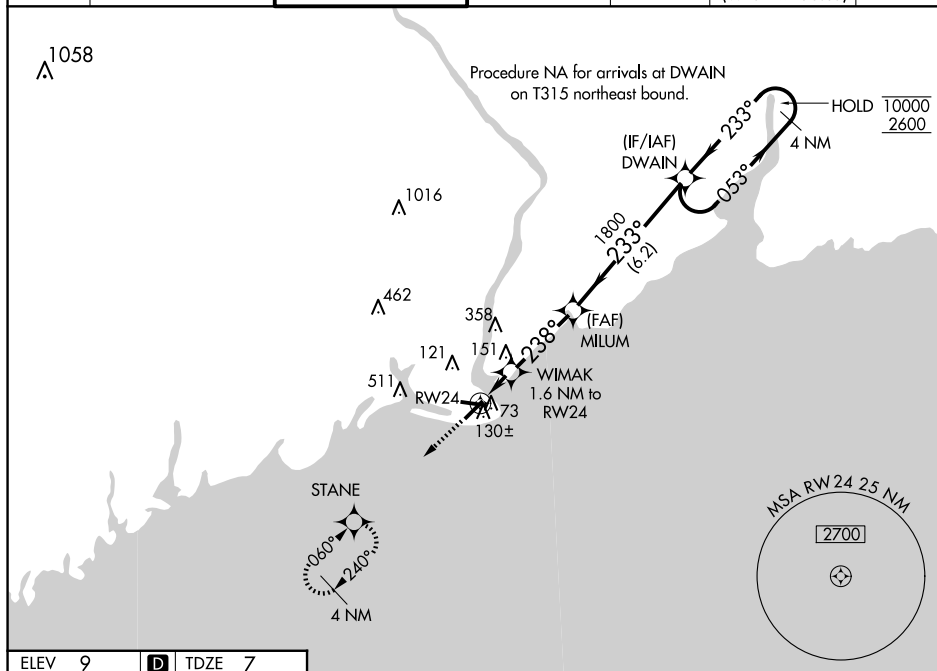 1058
Procedure NA for arrivals at DWAIN
on T315 northeast bound.
HOLD 10000
2600
233°
4 NM
(IF/IAF)
DWAIN
053°
1016
1800
233°
(6.2)
462
358
(FAF)
MILUM
238°
151
121
WIMAK
1.6 NM to
RW24
511
RW24
73
130±
STANE
060°
240°
4 NM
MSA RW24 25 NM
2700
ELEV 9 D TDZE 7